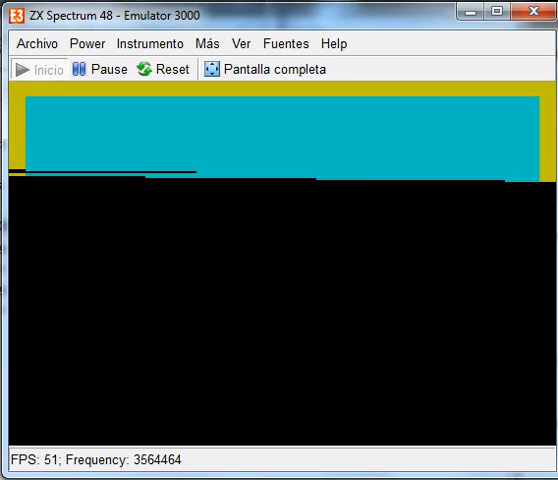 E3 ZX Spectrum 48 - Emulator 3000
Archivo Power Instrumento Más Ver Fuentes Help
Inicio Pause Reset Pantalla completa
FPS: 51; Frequency: 3564464